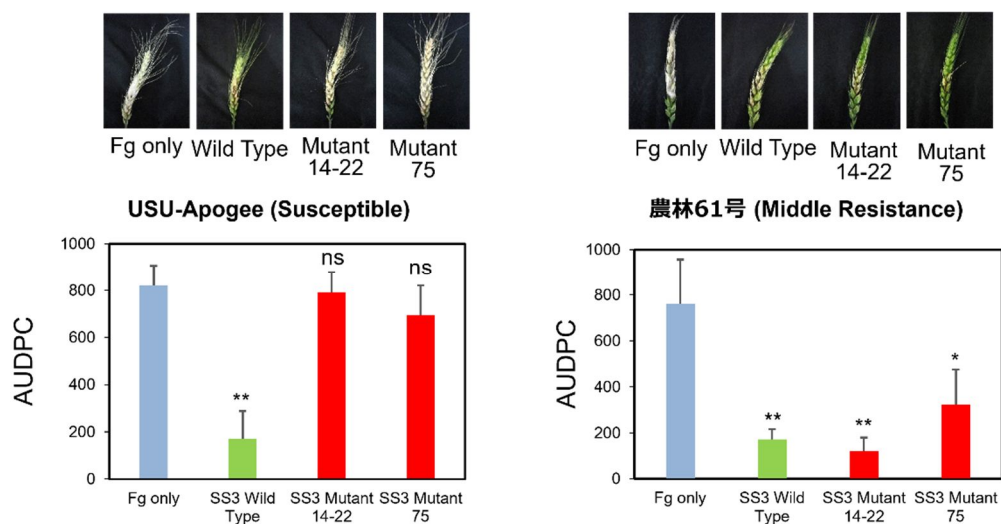 Fg only
Wild Type
Mutant
14-22
Mutant
75
USU-Apogee (Susceptible)
1000
800
600
400
200
0
AUDPC
**
ns
ns
Fg only
SS3 Wild
Type
SS3 Mutant
14-22
SS3 Mutant
75
Fg only
Wild Type
Mutant
14-22
Mutant
75
農林61号 (Middle Resistance)
1000
800
600
400
200
0
AUDPC
**
**
*
Fg only
SS3 Wild
Type
SS3 Mutant
14-22
SS3 Mutant
75